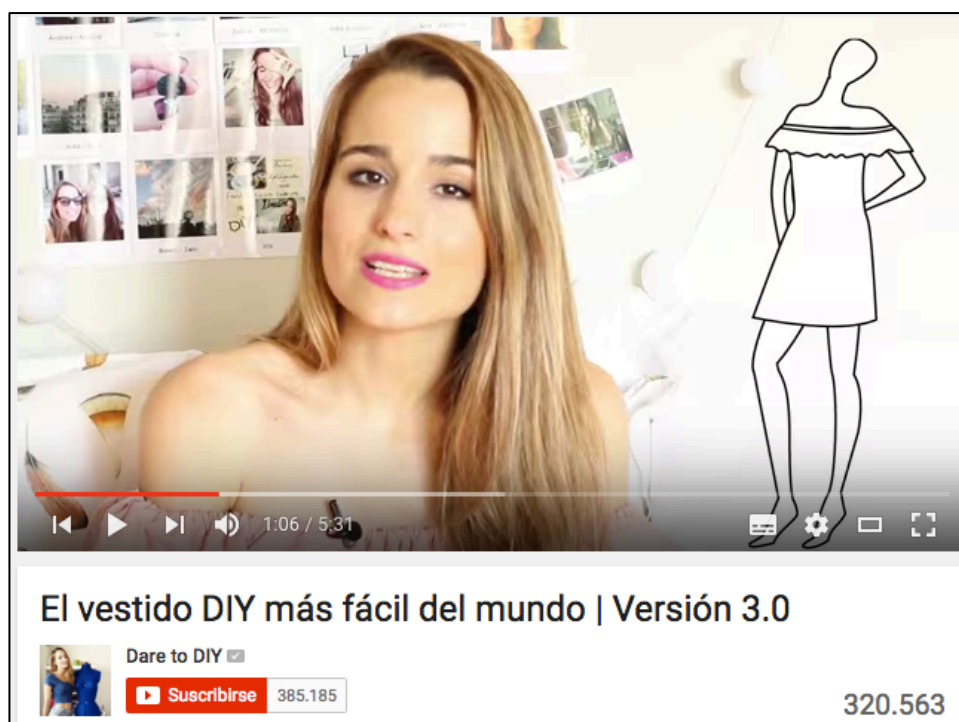 1:06 / 5:31
El vestido DIY más fácil del mundo | Versión 3.0
Dare to DIY
Suscribirse 385.185
320.563